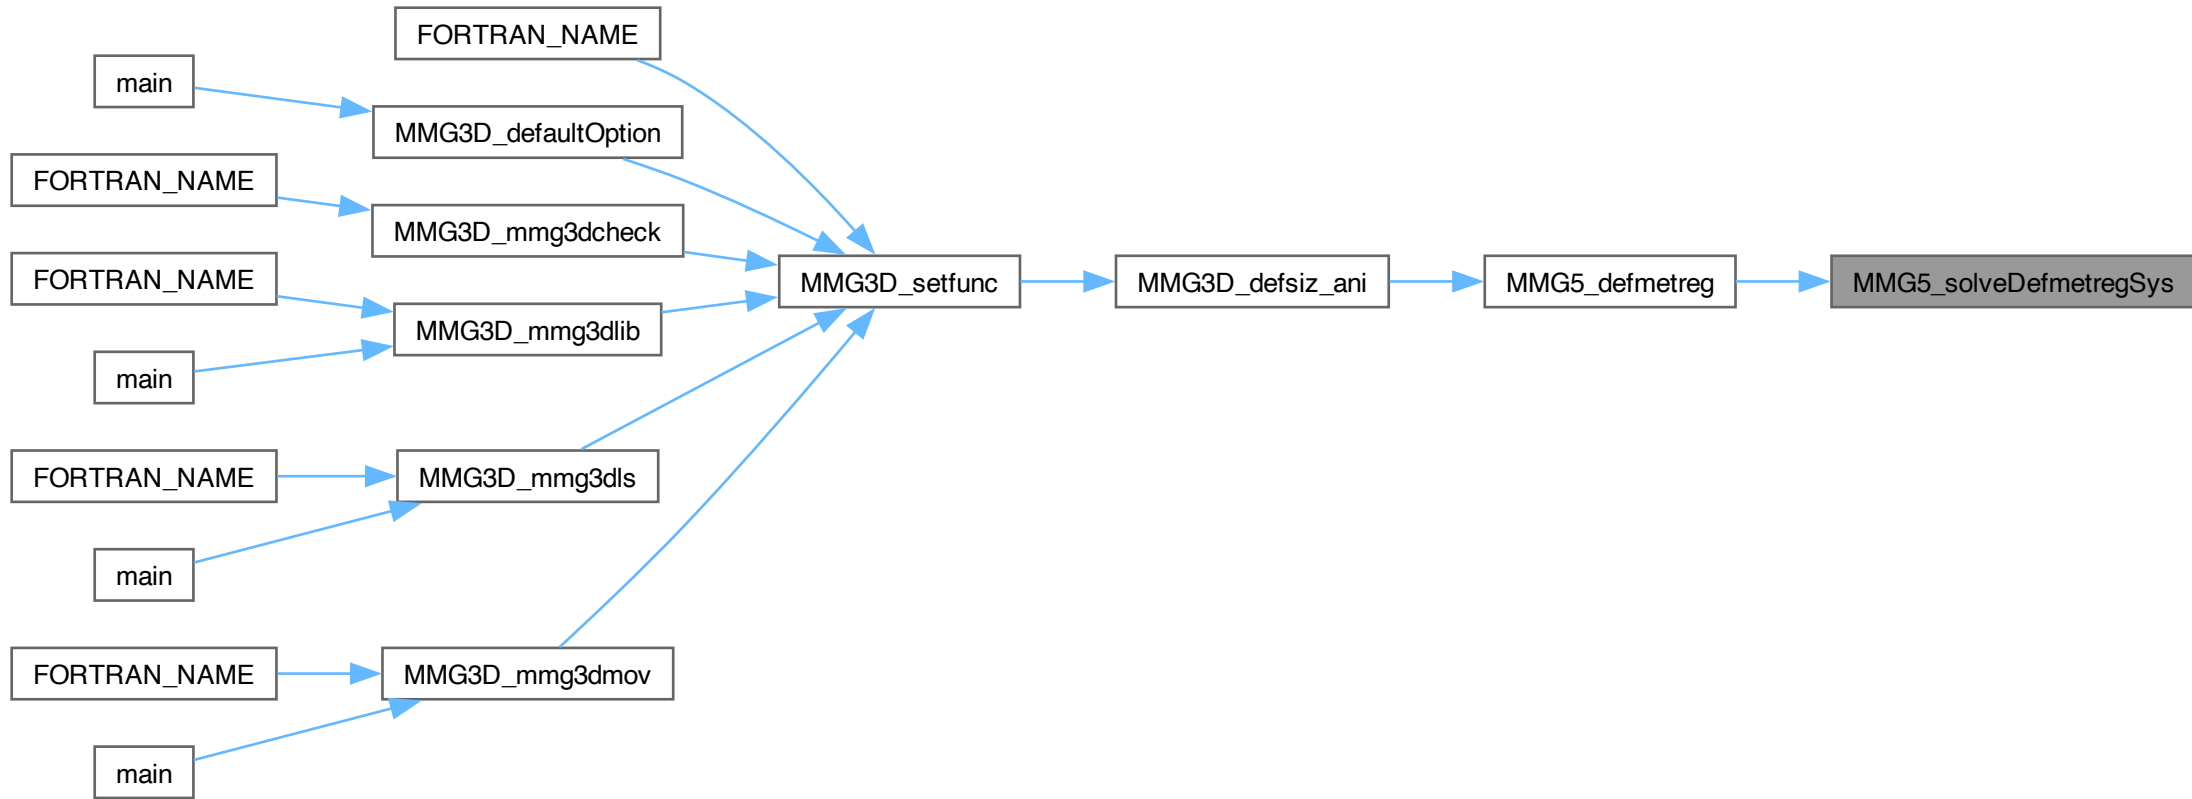 FORTRAN_NAME
main
MMG3D_defaultOption
FORTRAN_NAME
MMG3D_mmg3dcheck
FORTRAN_NAME
MMG3D_setfunc
MMG3D_defsiz_ani
MMG5_defmetreg
MMG5_solveDefmetregSys
MMG3D_mmg3dlib
main
FORTRAN_NAME
MMG3D_mmg3dls
main
FORTRAN_NAME
MMG3D_mmg3dmov
main